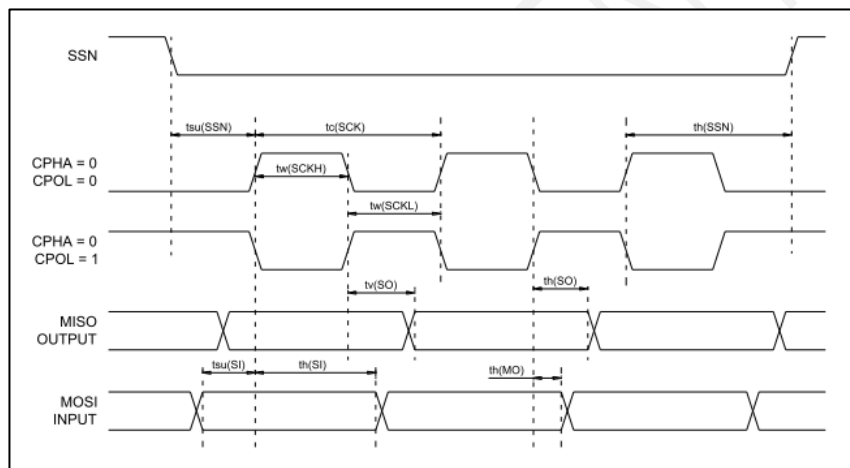 SSN
tsu(SSN)
tc(SCK)
th(SSN)
CPHA = 0
CPOL = 0
tw(SCKH)
tw(SCKL)
CPHA = 0
CPOL = 1
tv(SO)
th(SO)
MISO
OUTPUT
tsu(SI)
th(SI)
th(MO)
MOSI
INPUT